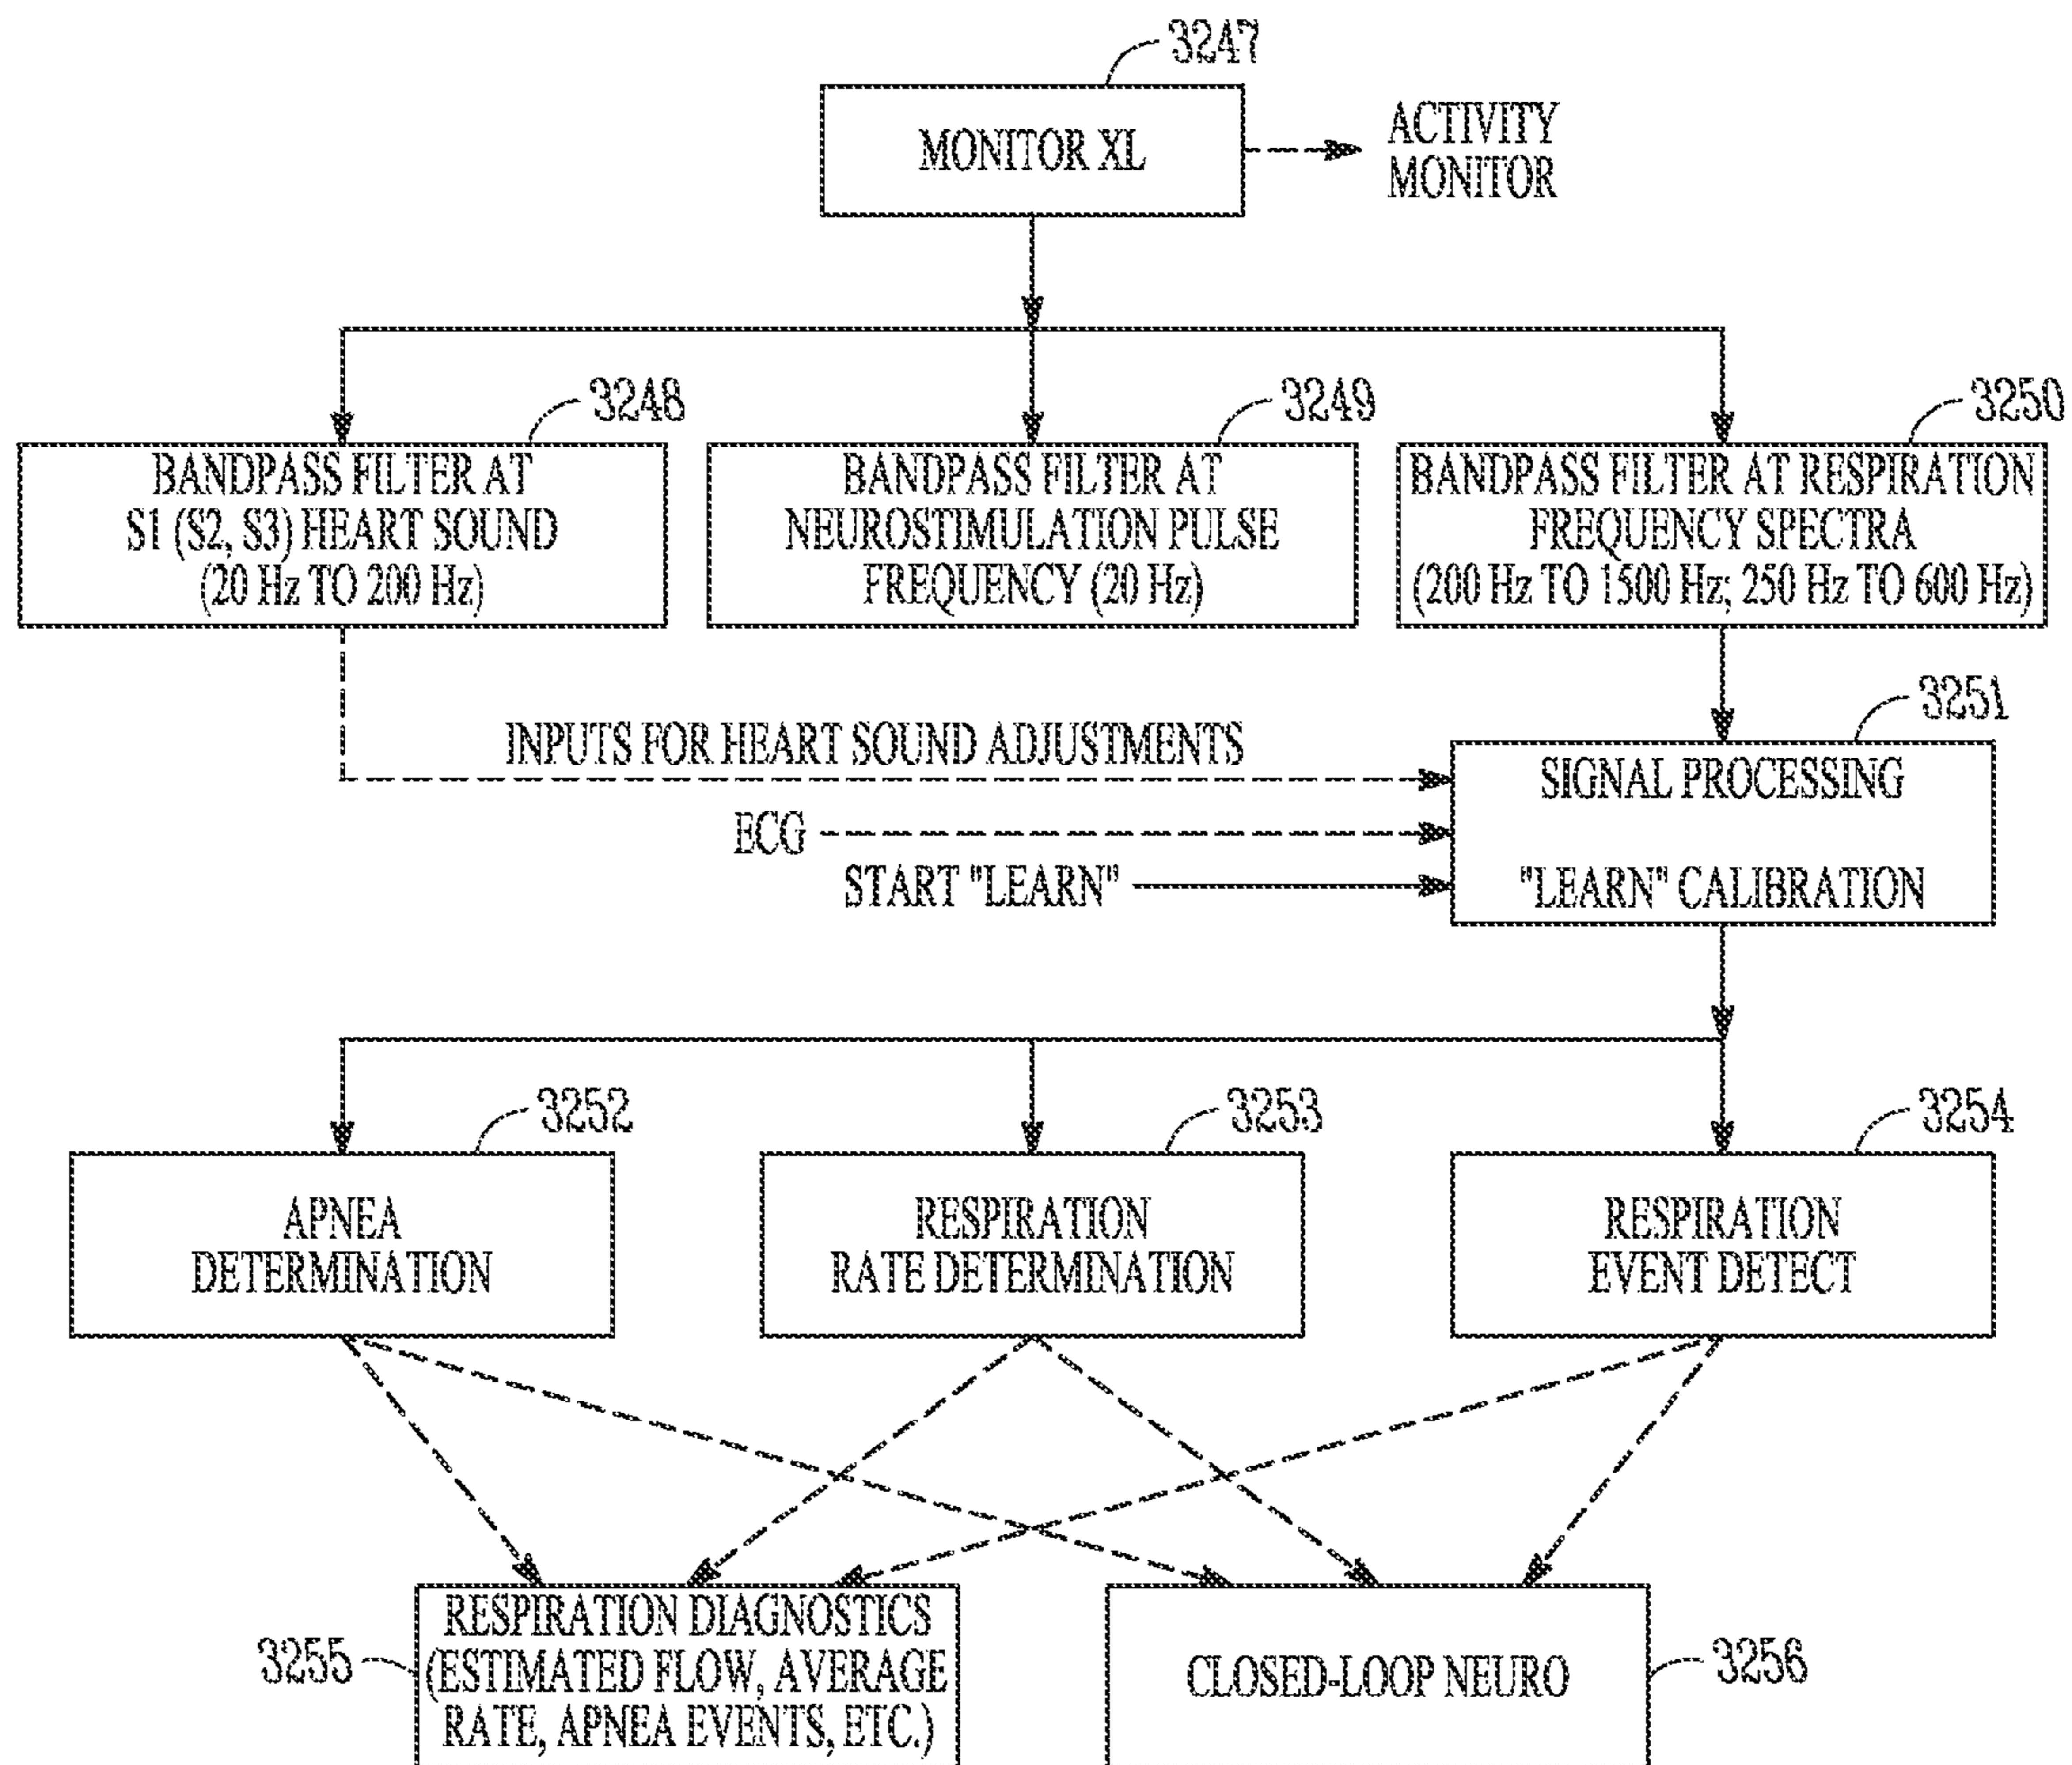 3247
MONITOR XL
ACTIVITY
MONITOR
3248
3249
3250
BANDPASS FILTER AT
S1 (S2, S3) HEART SOUND
(20 Hz TO 200 Hz)
BANDPASS FILTER AT
NEUROSTIMULATION PULSE
FREQUENCY (20 Hz)
BANDPASS FILTER AT RESPIRATION
FREQUENCY SPECTRA
(200 Hz TO 1500 Hz; 250 Hz TO 600 Hz)
3251
INPUTS FOR HEART SOUND ADJUSTMENTS
ECG
START "LEARN"
SIGNAL PROCESSING
"LEARN" CALIBRATION
3252
3253
3254
APNEA
DETERMINATION
RESPIRATION
RATE DETERMINATION
RESPIRATION
EVENT DETECT
3255
RESPIRATION DIAGNOSTICS
(ESTIMATED FLOW, AVERAGE
RATE, APNEA EVENTS, ETC.)
CLOSED-LOOP NEURO
3256